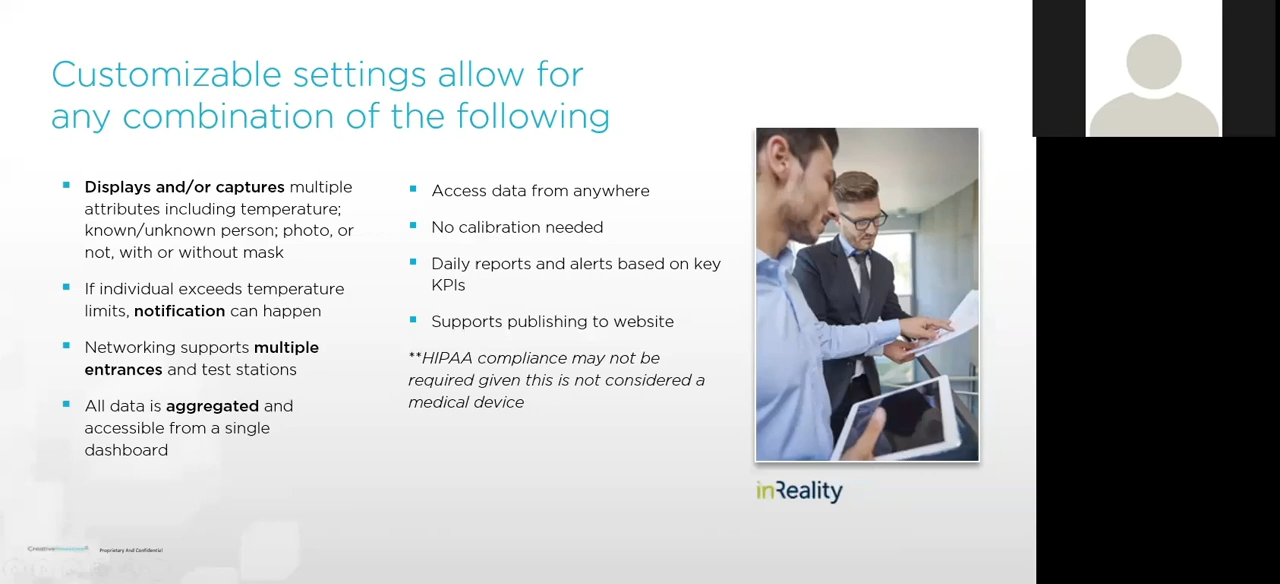 Customizable settings allow for
any combination of the following
Displays and/or captures multiple
attributes including temperature;
known/unknown person; photo, or
not, with or without mask
If individual exceeds temperature
limits, notification can happen
Networking supports multiple
entrances and test stations
All data is aggregated and
accessible from a single
dashboard
Access data from anywhere
No calibration needed
Daily reports and alerts based on key
KPIs
Supports publishing to website
**HIPAA compliance may not be
required given this is not considered a
medical device
inReality
Proprietary And Confidential